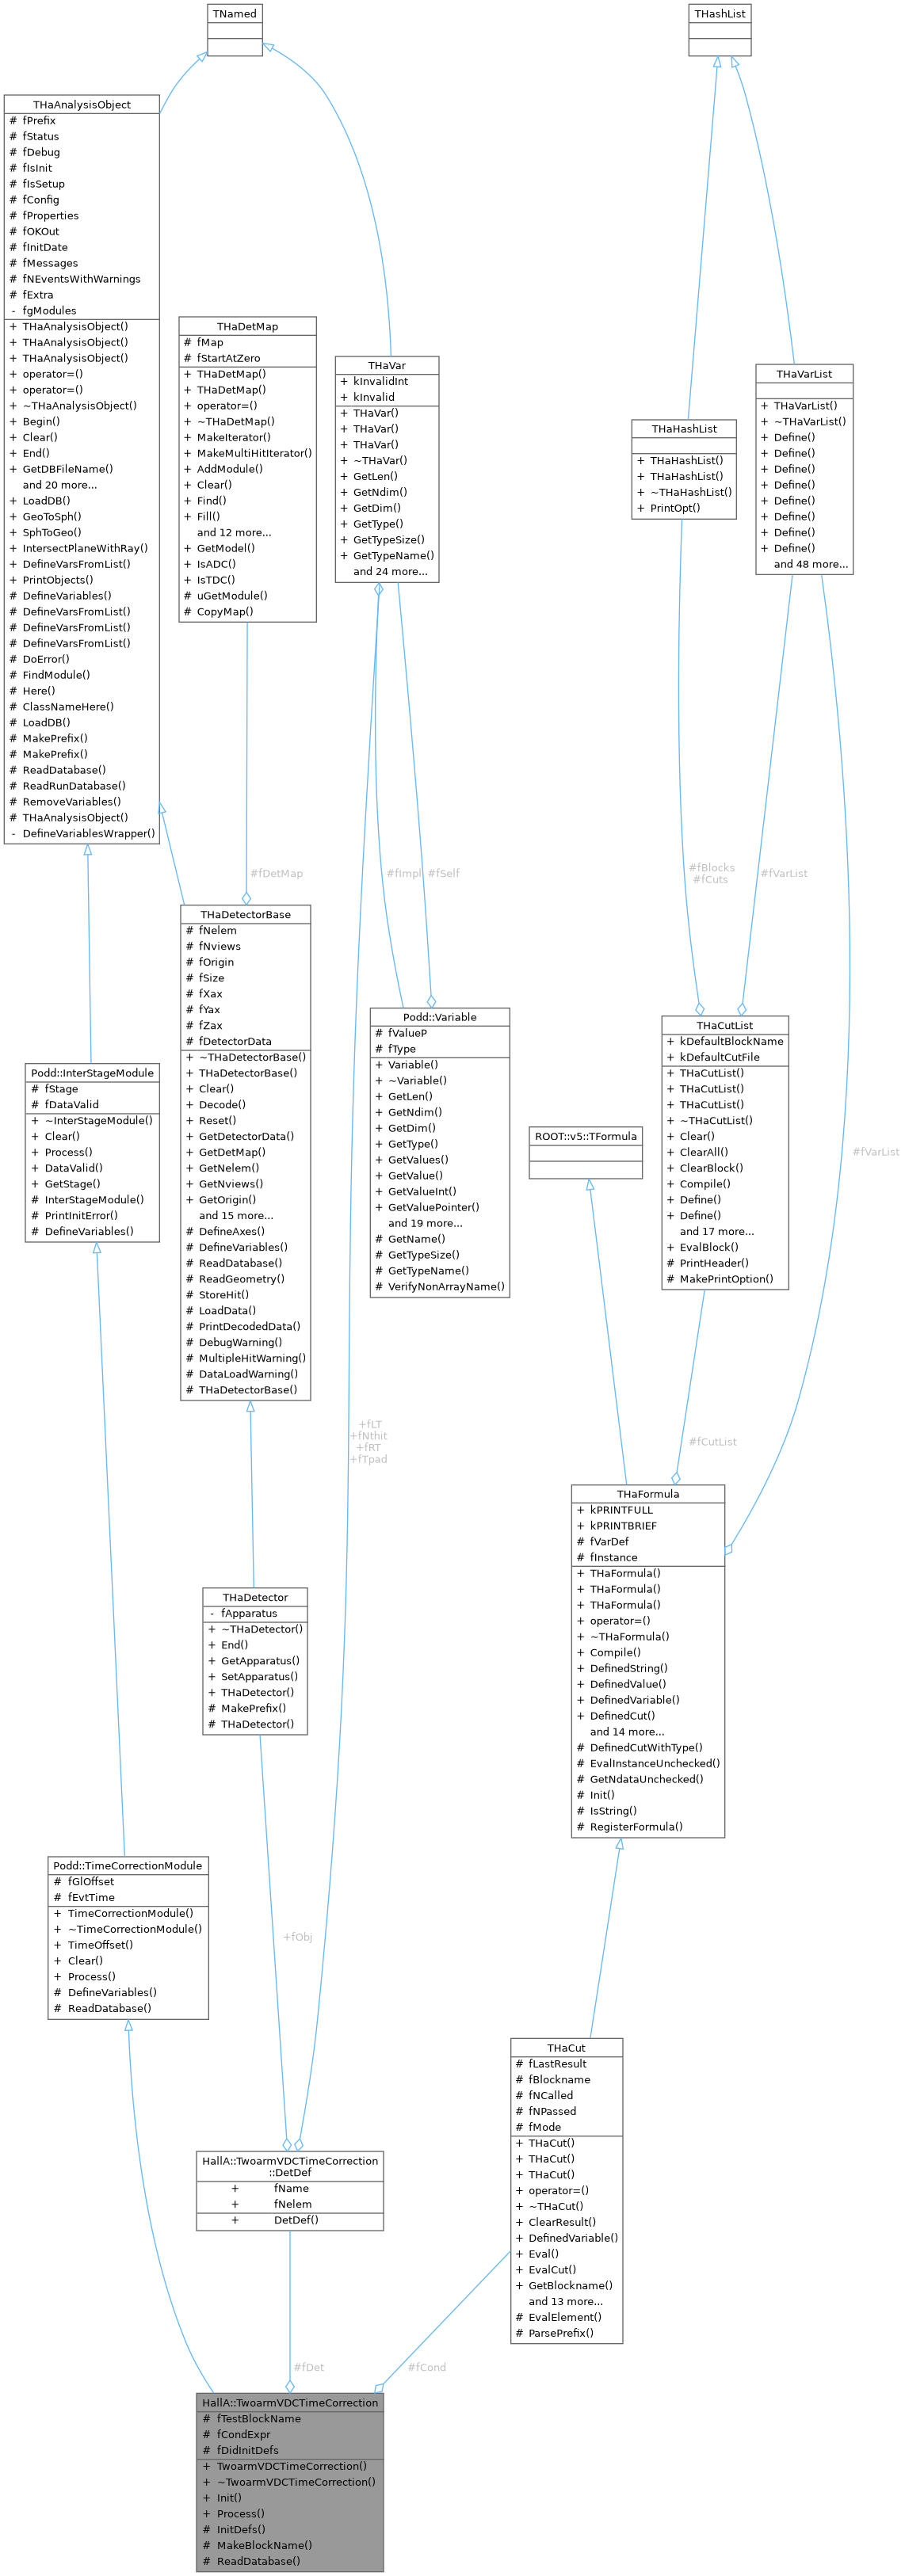 TNamed
THashList
THaAnalysisObject
# fPrefix
# fStatus
# fDebug
# fIsInit
# fIsSetup
# fConfig
# fProperties
# fOKOut
# fInitDate
# fMessages
# fNEventsWithWarnings
# fExtra
- fgModules
+ THaAnalysisObject()
+ THaAnalysisObject()
+ THaAnalysisObject()
+ operator=()
+ operator=()
+ ~THaAnalysisObject()
+ Begin()
+ Clear()
+ End()
+ GetDBFileName()
and 20 more...
+ LoadDB()
+ GeoToSph()
+ SphToGeo()
+ IntersectPlaneWithRay()
+ DefineVarsFromList()
+ PrintObjects()
# DefineVariables()
# DefineVarsFromList()
# DefineVarsFromList()
# DefineVarsFromList()
# DoError()
# FindModule()
# Here()
# ClassNameHere()
# LoadDB()
# MakePrefix()
# MakePrefix()
# ReadDatabase()
# ReadRunDatabase()
# RemoveVariables()
# THaAnalysisObject()
- DefineVariablesWrapper()
THaDetMap
# fMap
# fStartAtZero
+ THaDetMap()
+ THaDetMap()
+ operator=()
+ ~THaDetMap()
+ MakeIterator()
+ MakeMultiHitIterator()
+ AddModule()
+ Clear()
+ Find()
+ Fill()
and 12 more...
+ GetModel()
+ IsADC()
+ IsTDC()
# uGetModule()
# CopyMap()
THaVar
+ kInvalidInt
+ kInvalid
+ THaVar()
+ THaVar()
+ THaVar()
+ ~THaVar()
+ GetLen()
+ GetNdim()
+ GetDim()
+ GetType()
+ GetTypeSize()
+ GetTypeName()
and 24 more...
THaHashList
+ THaHashList()
+ THaHashList()
+ ~THaHashList()
+ PrintOpt()
THaVarList
+ THaVarList()
+ ~THaVarList()
+ Define()
+ Define()
+ Define()
+ Define()
+ Define()
+ Define()
+ Define()
+ Define()
and 48 more...
#fDetMap
#fImpl
#fSelf
#fBlocks
#fCuts
#fVarList
THaDetectorBase
# fNelem
# fNviews
# fOrigin
# fSize
# fXax
# fYax
# fZax
# fDetectorData
+ ~THaDetectorBase()
+ THaDetectorBase()
+ Clear()
+ Decode()
+ Reset()
+ GetDetectorData()
+ GetDetMap()
+ GetNelem()
+ GetNviews()
+ GetOrigin()
and 15 more...
# DefineAxes()
# DefineVariables()
# ReadDatabase()
# ReadGeometry()
# StoreHit()
# LoadData()
# PrintDecodedData()
# DebugWarning()
# MultipleHitWarning()
# DataLoadWarning()
# THaDetectorBase()
Podd::Variable
# fValueP
# fType
+ Variable()
+ ~Variable()
+ GetLen()
+ GetNdim()
+ GetDim()
+ GetType()
+ GetValues()
+ GetValue()
+ GetValueInt()
+ GetValuePointer()
and 19 more...
# GetName()
# GetTypeSize()
# GetTypeName()
# VerifyNonArrayName()
THaCutList
+ kDefaultBlockName
+ kDefaultCutFile
+ THaCutList()
+ THaCutList()
+ THaCutList()
+ ~THaCutList()
+ Clear()
+ ClearAll()
+ ClearBlock()
+ Compile()
+ Define()
+ Define()
and 17 more...
+ EvalBlock()
# PrintHeader()
# MakePrintOption()
Podd::InterStageModule
# fStage
# fDataValid
+ ~InterStageModule()
+ Clear()
+ Process()
+ DataValid()
+ GetStage()
# InterStageModule()
# PrintInitError()
# DefineVariables()
ROOT::v5::TFormula
#fVarList
+fLT
+fNthit
+fRT
+fTpad
#fCutList
THaFormula
+ kPRINTFULL
+ kPRINTBRIEF
# fVarDef
# fInstance
+ THaFormula()
+ THaFormula()
+ THaFormula()
+ operator=()
+ ~THaFormula()
+ Compile()
+ DefinedString()
+ DefinedValue()
+ DefinedVariable()
+ DefinedCut()
and 14 more...
# DefinedCutWithType()
# EvalInstanceUnchecked()
# GetNdataUnchecked()
# Init()
# IsString()
# RegisterFormula()
THaDetector
- fApparatus
+ ~THaDetector()
+ End()
+ GetApparatus()
+ SetApparatus()
+ THaDetector()
# MakePrefix()
# THaDetector()
Podd::TimeCorrectionModule
# fGlOffset
# fEvtTime
+ TimeCorrectionModule()
+ ~TimeCorrectionModule()
+ TimeOffset()
+ Clear()
+ Process()
# DefineVariables()
# ReadDatabase()
+fObj
THaCut
# fLastResult
# fBlockname
# fNCalled
# fNPassed
# fMode
+ THaCut()
+ THaCut()
+ THaCut()
+ operator=()
+ ~THaCut()
+ ClearResult()
+ DefinedVariable()
+ Eval()
+ EvalCut()
+ GetBlockname()
and 13 more...
# EvalElement()
# ParsePrefix()
HallA::TwoarmVDCTimeCorrection
::DetDef
+ fName
+ fNelem
+ DetDef()
#fDet
#fCond
HallA::TwoarmVDCTimeCorrection
# fTestBlockName
# fCondExpr
# fDidInitDefs
+ TwoarmVDCTimeCorrection()
+ ~TwoarmVDCTimeCorrection()
+ Init()
+ Process()
# InitDefs()
# MakeBlockName()
# ReadDatabase()